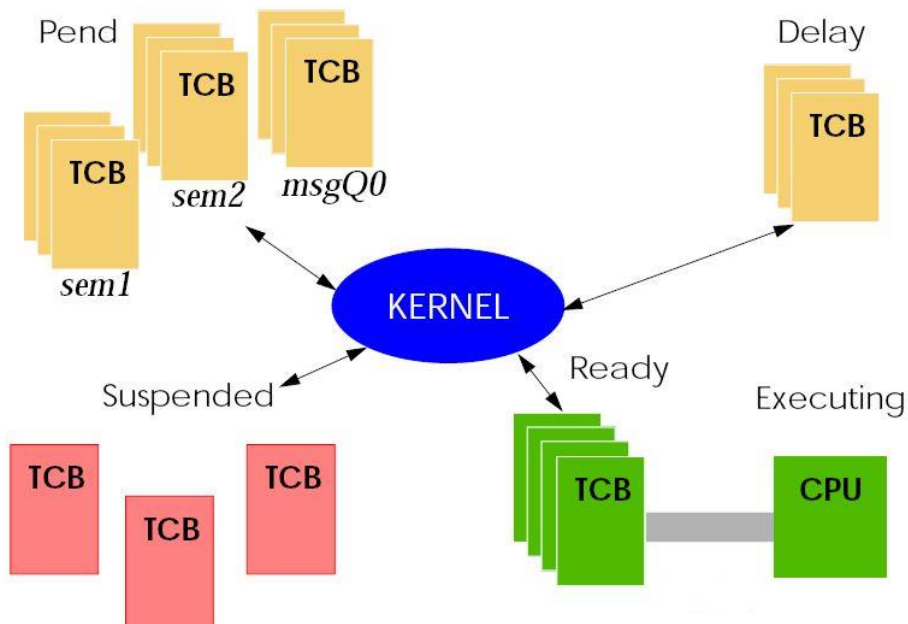 Pend
TCB
TCB
TCB
sem1
sem2
msgQ0
Delay
TCB
KERNEL
Suspended
TCB
TCB
TCB
Ready
TCB
Executing
CPU